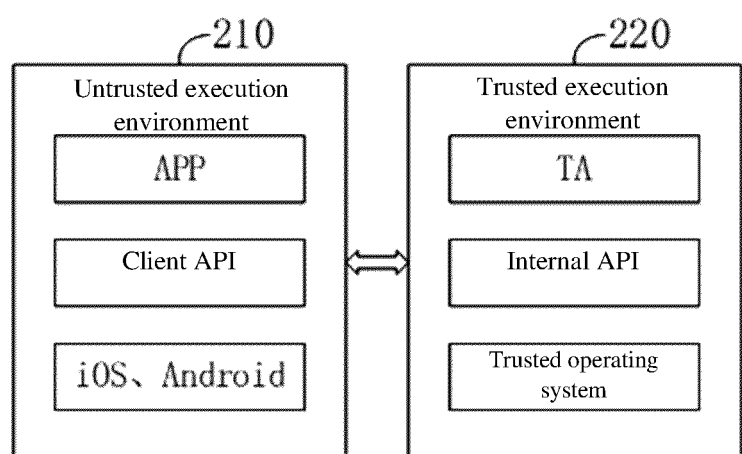 210
Untrusted execution
environment
APP
Client API
iOS、Android
220
Trusted execution
environment
TA
Internal API
Trusted operating
system